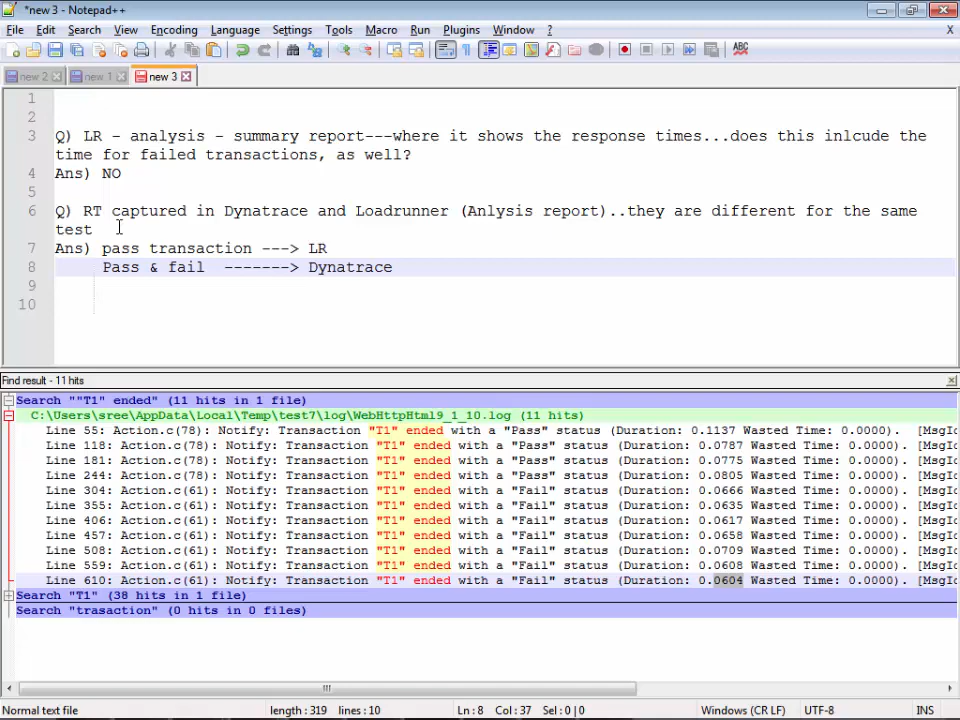 *new 3 - Notepad++
File Edit Search View Encoding Language Settings Tools Macro Run Plugins Window ? X
ABC
new 2 new 1 new 3
1
2
3 Q) LR - analysis - summary report---where it shows the response times...does this inlcude the
time for failed transactions, as well?
4 Ans) NO
5
6 Q) RT captured in Dynatrace and Loadrunner (Anlysis report)..they are different for the same
test
7 Ans) pass transaction ---> LR
8 Pass & fail -------> Dynatrace
9
10
Find result - 11 hits
Search ""T1" ended" (11 hits in 1 file)
C:\Users\sree\AppData\Local\Temp\test7\log\WebHttpHtml9_1_10.log (11 hits)
Line 55: Action.c(78): Notify: Transaction "T1" ended with a "Pass" status (Duration: 0.1137 Wasted Time: 0.0000). [MsgId
Line 118: Action.c(78): Notify: Transaction "T1" ended with a "Pass" status (Duration: 0.0787 Wasted Time: 0.0000). [MsgI
Line 181: Action.c(78): Notify: Transaction "T1" ended with a "Pass" status (Duration: 0.0775 Wasted Time: 0.0000). [MsgI
Line 244: Action.c(78): Notify: Transaction "T1" ended with a "Pass" status (Duration: 0.0805 Wasted Time: 0.0000). [MsgI
Line 304: Action.c(61): Notify: Transaction "T1" ended with a "Fail" status (Duration: 0.0666 Wasted Time: 0.0000). [MsgI
Line 355: Action.c(61): Notify: Transaction "T1" ended with a "Fail" status (Duration: 0.0635 Wasted Time: 0.0000). [MsgI
Line 406: Action.c(61): Notify: Transaction "T1" ended with a "Fail" status (Duration: 0.0617 Wasted Time: 0.0000). [MsgI
Line 457: Action.c(61): Notify: Transaction "T1" ended with a "Fail" status (Duration: 0.0658 Wasted Time: 0.0000). [MsgI
Line 508: Action.c(61): Notify: Transaction "T1" ended with a "Fail" status (Duration: 0.0709 Wasted Time: 0.0000). [MsgI
Line 559: Action.c(61): Notify: Transaction "T1" ended with a "Fail" status (Duration: 0.0608 Wasted Time: 0.0000). [MsgI
Line 610: Action.c(61): Notify: Transaction "T1" ended with a "Fail" status (Duration: 0.0604 Wasted Time: 0.0000). [MsgI
Search "T1" (38 hits in 1 file)
Search "trasaction" (0 hits in 0 files)
Normal text file length : 319 lines : 10 Ln : 8 Col : 37 Sel : 0 | 0 Windows (CR LF) UTF-8 INS